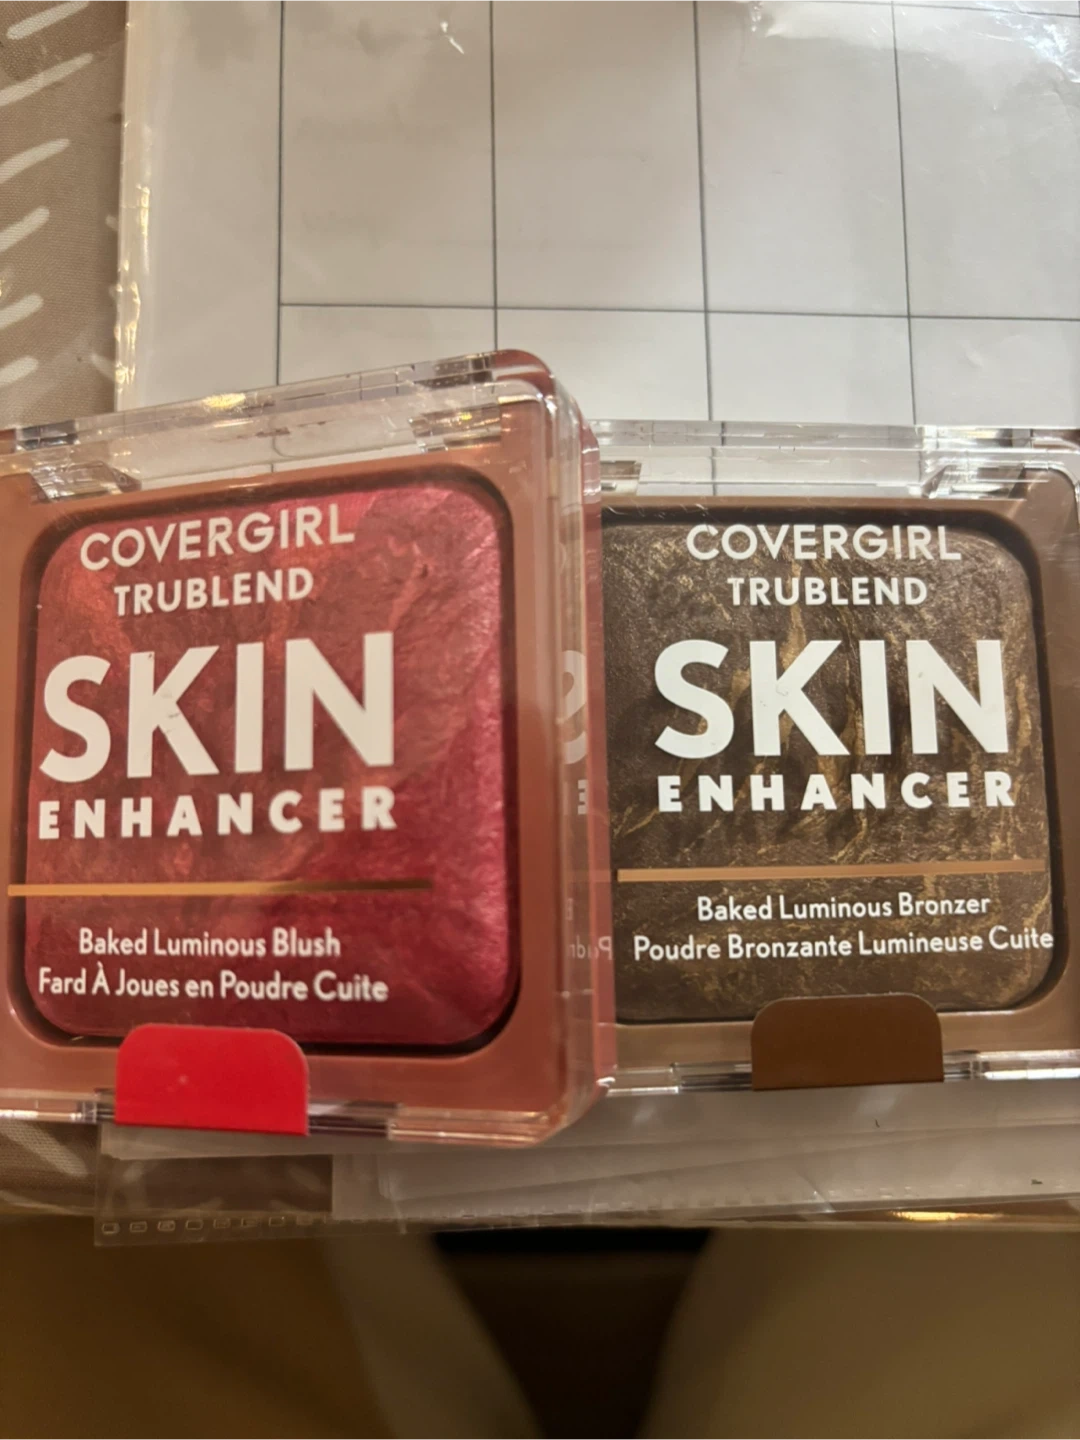 COVERGIRL
TRUBLEND
SKIN
ENHANCER
Baked Luminous Blush
Fard À Joues en Poudre Cuite
COVERGIRL
TRUBLEND
SKIN
ENHANCER
Baked Luminous Bronzer
Poudre Bronzante Lumineuse Cuite